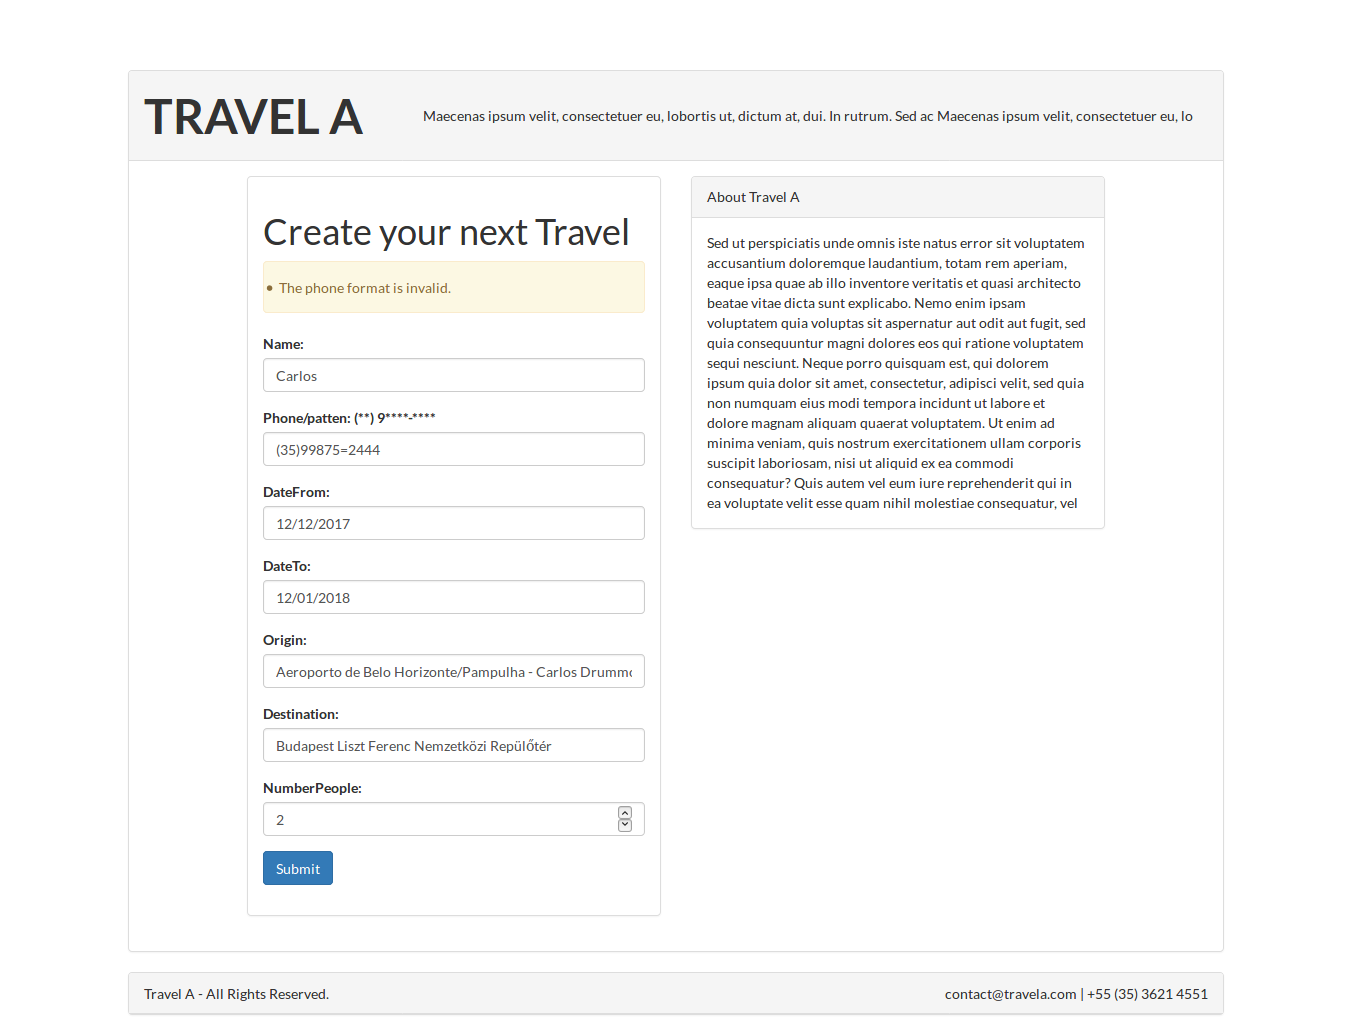 TRAVEL A
Maecenas ipsum velit, consectetuer eu, lobortis ut, dictum at, dui. In rutrum. Sed ac Maecenas ipsum velit, consectetuer eu, lo
Create your next Travel
• The phone format is invalid.
Name:
Carlos
Phone/patten: (**) 9****-****
(35)99875=2444
DateFrom:
12/12/2017
DateTo:
12/01/2018
Origin:
Aeroporto de Belo Horizonte/Pampulha - Carlos Drummo
Destination:
Budapest Liszt Ferenc Nemzetközi Repülőtér
NumberPeople:
2
Submit
About Travel A
Sed ut perspiciatis unde omnis iste natus error sit voluptatem
accusantium doloremque laudantium, totam rem aperiam,
eaque ipsa quae ab illo inventore veritatis et quasi architecto
beatae vitae dicta sunt explicabo. Nemo enim ipsam
voluptatem quia voluptas sit aspernatur aut odit aut fugit, sed
quia consequuntur magni dolores eos qui ratione voluptatem
sequi nesciunt. Neque porro quisquam est, qui dolorem
ipsum quia dolor sit amet, consectetur, adipisci velit, sed quia
non numquam eius modi tempora incidunt ut labore et
dolore magnam aliquam quaerat voluptatem. Ut enim ad
minima veniam, quis nostrum exercitationem ullam corporis
suscipit laboriosam, nisi ut aliquid ex ea commodi
consequatur? Quis autem vel eum iure reprehenderit qui in
ea voluptate velit esse quam nihil molestiae consequatur, vel
Travel A - All Rights Reserved.
contact@travela.com | +55 (35) 3621 4551